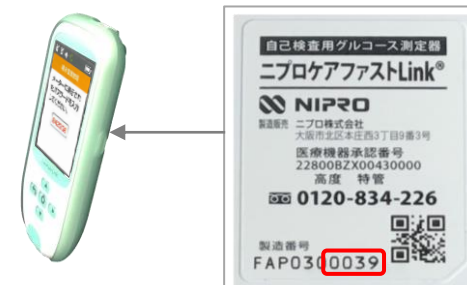 自己検査用グルコース測定器
ニプロケアファストLink®
NIPRO
製造販売 ニプロ株式会社
大阪市北区本庄西3丁目9番3号
医療機器承認番号
22800BZX00430000
高度 特管
0120-834-226
製造番号
FAP0300039